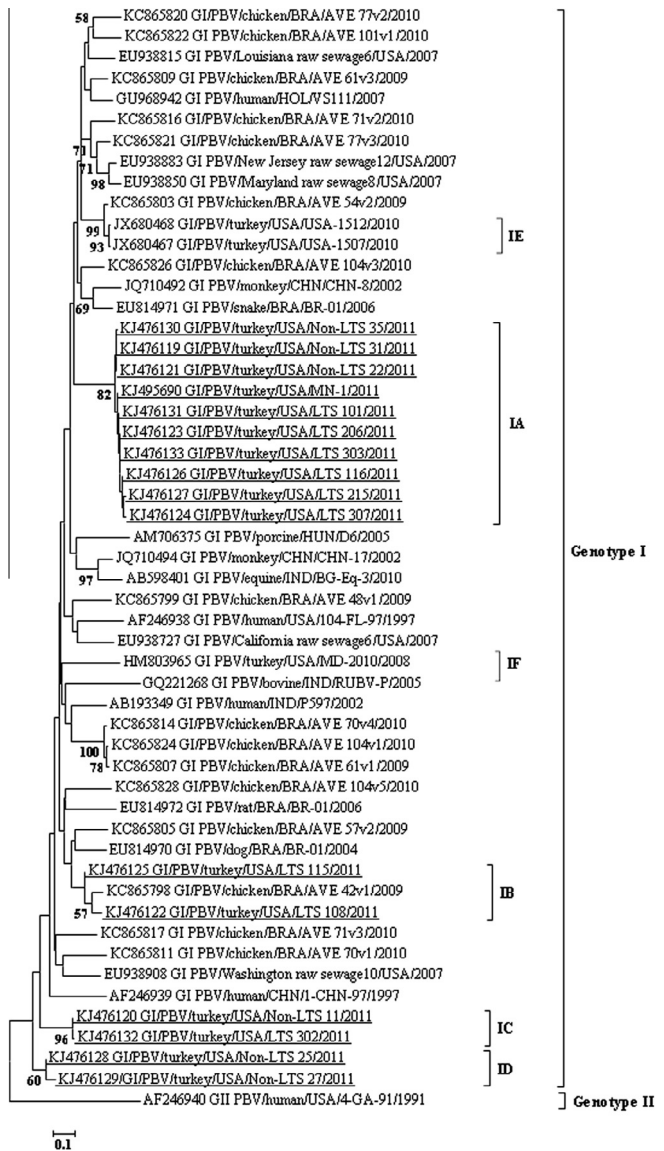 58
KC865820 GI PBV/chicken/BRA/AVE 77v2/2010
KC865822 GI PBV/chicken/BRA/AVE 101v1/2010
EU938815 GI PBV/Louisiana raw sewage6/USA/2007
KC865809 GI PBV/chicken/BRA/AVE 61v3/2009
GU968942 GI PBV/human/HOL/VS111/2007
KC865816 GI PBV/chicken/BRA/AVE 71v2/2010
KC865821 GI PBV/chicken/BRA/AVE 77v3/2010
71
EU938883 GI PBV/New Jersey raw sewage12/USA/2007
71
98
EU938850 GI PBV/Maryland raw sewage8/USA/2007
KC865803 GI PBV/chicken/BRA/AVE 54v2/2009
99
JX680468 GI/PBV/turkey/USA/USA-1512/2010
IE
93
JX680467 GI/PBV/turkey/USA/USA-1507/2010
KC865826 GI PBV/chicken/BRA/AVE 104v3/2010
JQ710492 GI PBV/monkey/CHN/CHN-8/2002
69
EU814971 GI PBV/snake/BRA/BR-01/2006
KJ476130 GI/PBV/turkey/USA/Non-LTS 35/2011
KJ476119 GI/PBV/turkey/USA/Non-LTS 31/2011
KJ476121 GI/PBV/turkey/USA/Non-LTS 22/2011
82
KJ495690 GI/PBV/turkey/USA/MN-1/2011
KJ476131 GI/PBV/turkey/USA/LTS 101/2011
IA
KJ476123 GI/PBV/turkey/USA/LTS 206/2011
KJ476133 GI/PBV/turkey/USA/LTS 303/2011
KJ476126 GI/PBV/turkey/USA/LTS 116/2011
KJ476127 GI/PBV/turkey/USA/LTS 215/2011
KJ476124 GI/PBV/turkey/USA/LTS 307/2011
AM706375 GI PBV/porcine/HUN/D6/2005
Genotype I
JQ710494 GI PBV/monkey/CHN/CHN-17/2002
97
AB598401 GI PBV/equine/IND/BG-Eq-3/2010
KC865799 GI PBV/chicken/BRA/AVE 48v1/2009
AF246938 GI PBV/human/USA/104-FL-97/1997
EU938727 GI PBV/California raw sewage6/USA/2007
HM803965 GI PBV/turkey/USA/MD-2010/2008
IF
GQ221268 GI PBV/bovine/IND/RUBV-P/2005
AB193349 GI PBV/human/IND/P597/2002
KC865814 GI PBV/chicken/BRA/AVE 70v4/2010
100
KC865824 GI PBV/chicken/BRA/AVE 104v1/2010
78
KC865807 GI PBV/chicken/BRA/AVE 61v1/2009
KC865828 GI PBV/chicken/BRA/AVE 104v5/2010
EU814972 GI PBV/rat/BRA/BR-01/2006
KC865805 GI PBV/chicken/BRA/AVE 57v2/2009
EU814970 GI PBV/dog/BRA/BR-01/2004
KJ476125 GI/PBV/turkey/USA/LTS 115/2011
KC865798 GI PBV/chicken/BRA/AVE 42v1/2009
IB
57
KJ476122 GI/PBV/turkey/USA/LTS 108/2011
KC865817 GI PBV/chicken/BRA/AVE 71v3/2010
KC865811 GI PBV/chicken/BRA/AVE 70v1/2010
EU938908 GI PBV/Washington raw sewage10/USA/2007
AF246939 GI PBV/human/CHN/1-CHN-97/1997
KJ476120 GI/PBV/turkey/USA/Non-LTS 11/2011
IC
96
KJ476132 GI/PBV/turkey/USA/LTS 302/2011
KJ476128 GI/PBV/turkey/USA/Non-LTS 25/2011
ID
60
KJ476129/GI/PBV/turkey/USA/Non-LTS 27/2011
AF246940 GII PBV/human/USA/4-GA-91/1991
Genotype II
0.1